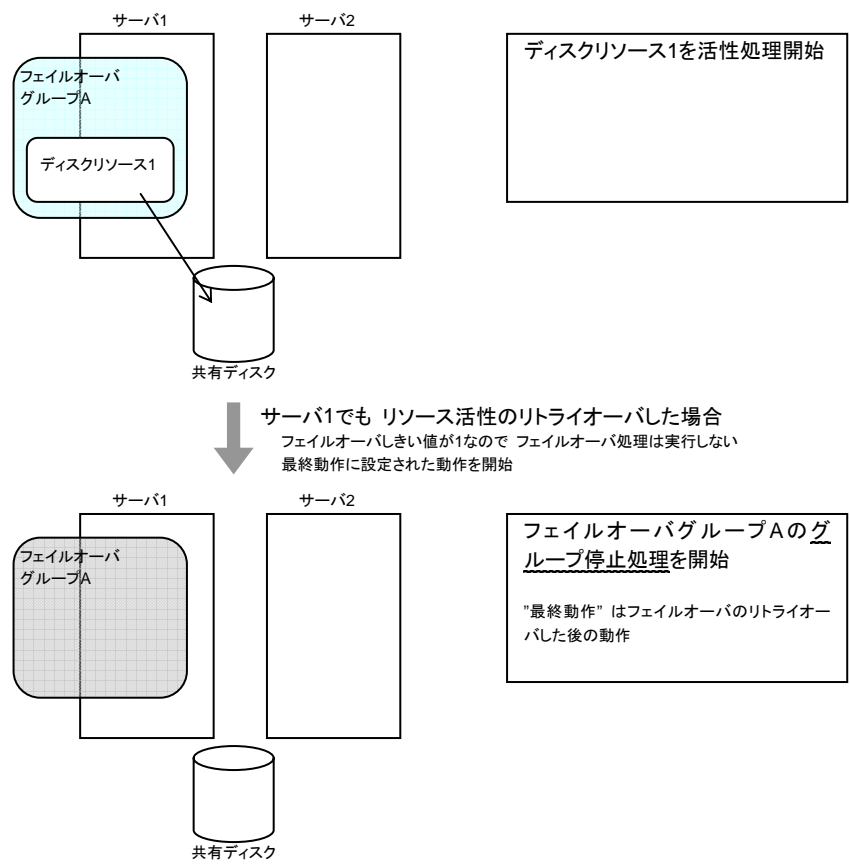 サーバ1
サーバ2
フェイルオーバ
グループA
ディスクリソース1
共有ディスク
ディスクリソース1を活性処理開始
サーバ1でも リソース活性のリトライオーバした場合
フェイルオーバしきい値が1なので フェイルオーバ処理は実行しない
最終動作に設定された動作を開始
サーバ1
サーバ2
フェイルオーバ
グループA
共有ディスク
フェイルオーバグループAのグ
ループ停止処理を開始
"最終動作" はフェイルオーバのリトライオー
バした後の動作